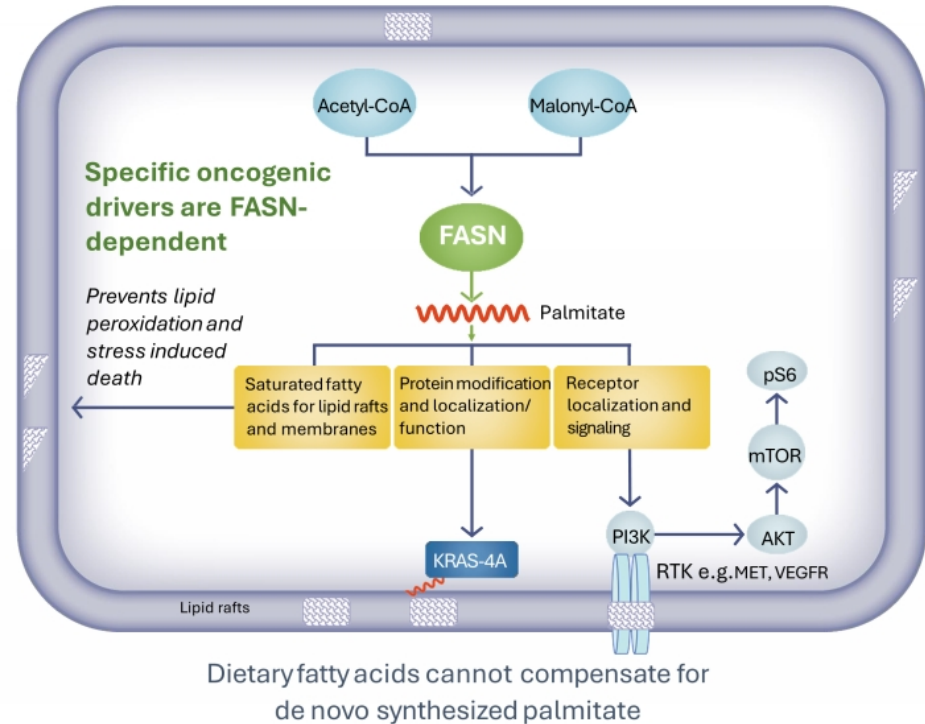 Acetyl-CoA
Malonyl-CoA
Specific oncogenic
drivers are FASN-
dependent
FASN
Prevents lipid
peroxidation and
stress induced
death
Palmitate
Saturated fatty
acids for lipid rafts
and membranes
Protein modification
and localization/
function
Receptor
localization and
signaling
pS6
mTOR
PI3K
AKT
KRAS-4A
RTK e.g.MET, VEGFR
Lipid rafts
Dietary fatty acids cannot compensate for
de novo synthesized palmitate